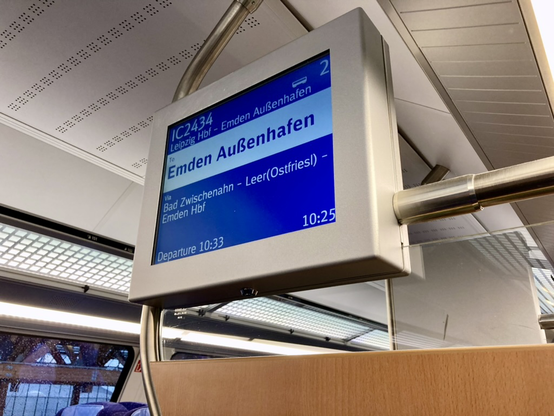 2
IC2434
Leipzig Hbf - Emden Außenhafen
To
Emden Außenhafen
Via
Bad Zwischenahn - Leer(Ostfriesl) -
Emden Hbf
10:25
Departure 10:33